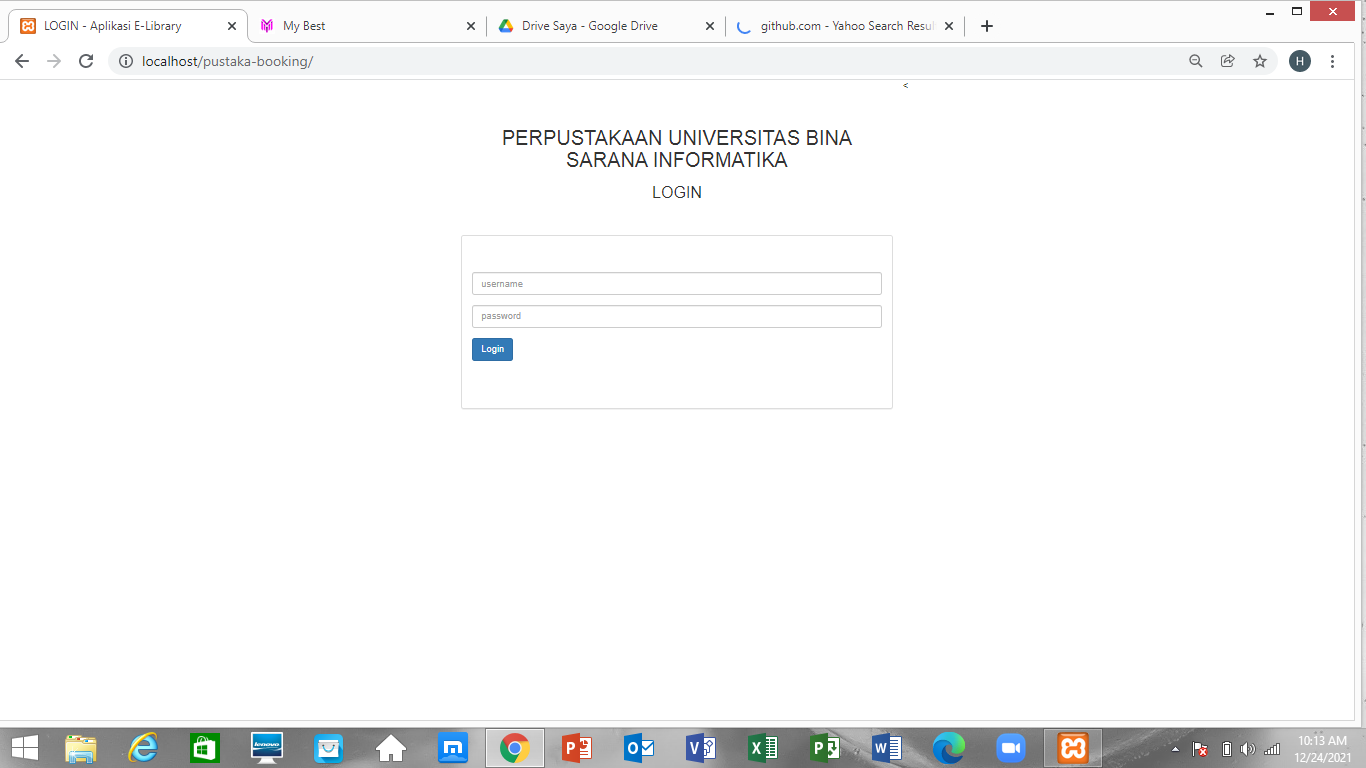 LOGIN - Aplikasi E-Library
My Best
Drive Saya - Google Drive
github.com - Yahoo Search Resul
localhost/pustaka-booking/
H
<
PERPUSTAKAAN UNIVERSITAS BINA
SARANA INFORMATIKA
LOGIN
username
password
Login
lenovo
10:13 AM
12/24/2021